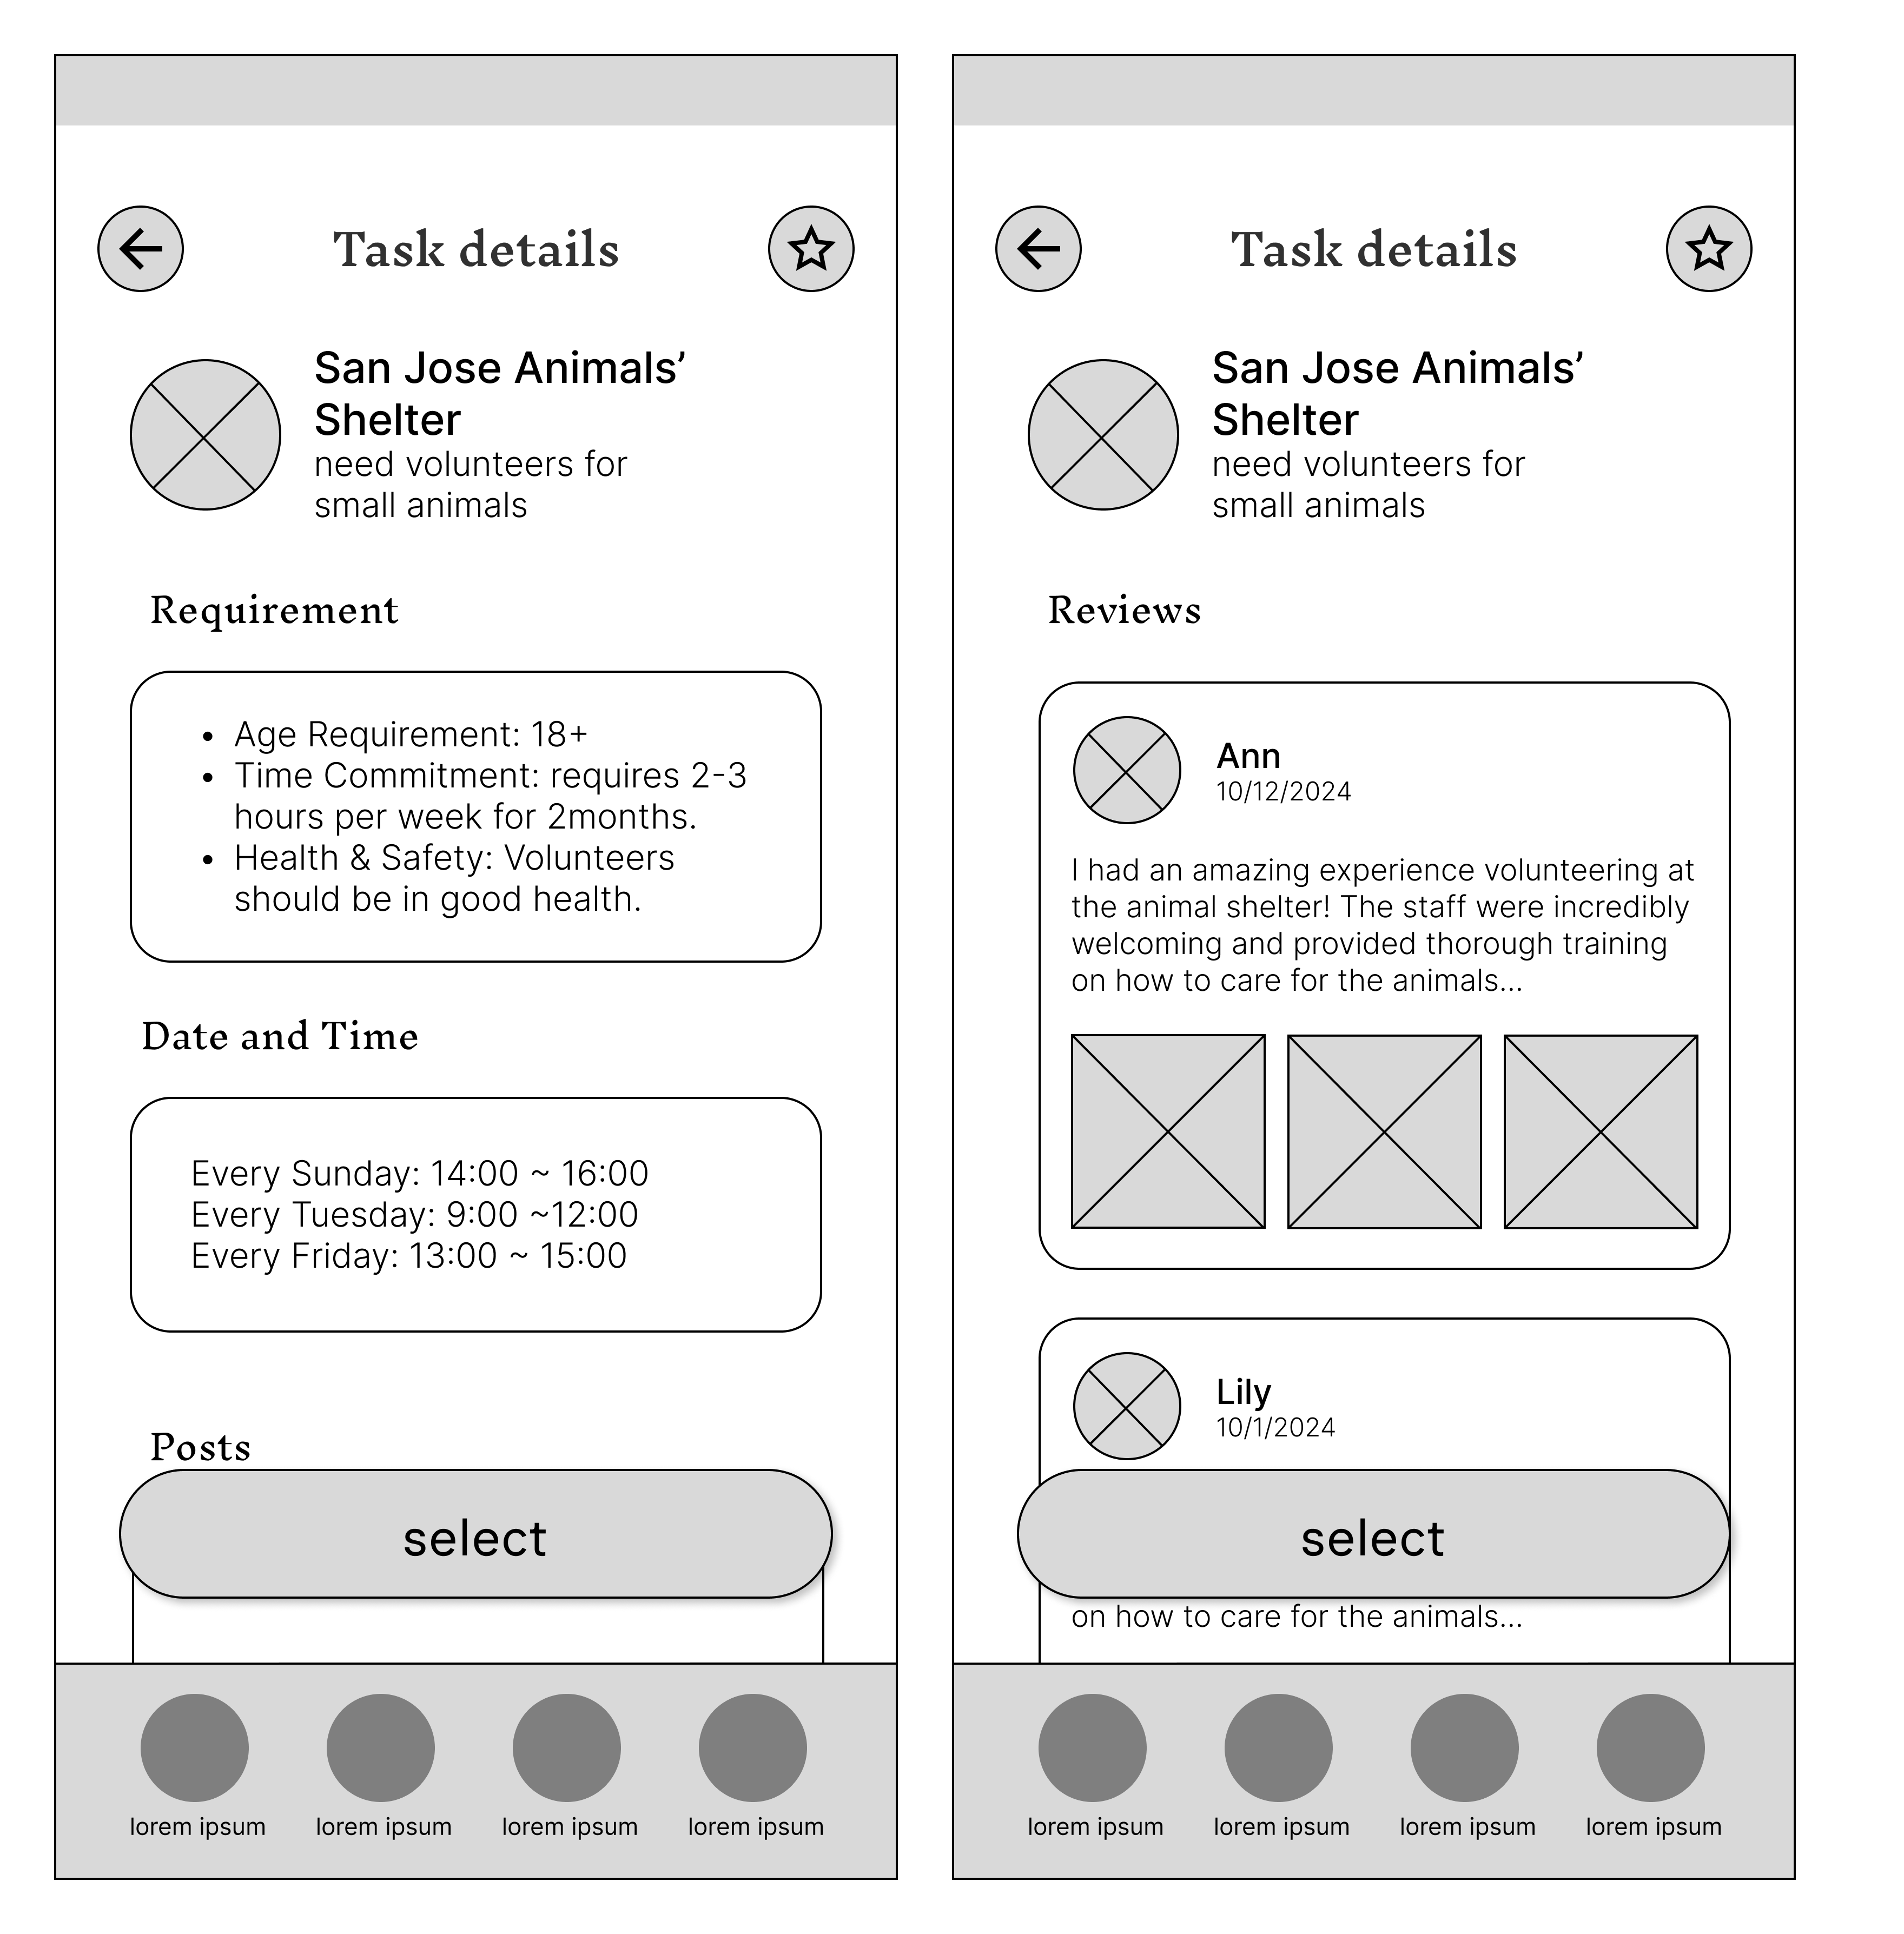 Task details
San Jose Animals’
Shelter
need volunteers for
small animals
Requirement
• Age Requirement: 18+
• Time Commitment: requires 2-3
hours per week for 2months.
• Health & Safety: Volunteers
should be in good health.
Date and Time
Every Sunday: 14:00 ~ 16:00
Every Tuesday: 9:00 ~12:00
Every Friday: 13:00 ~ 15:00
Posts
select
lorem ipsum lorem ipsum lorem ipsum lorem ipsum
Task details
San Jose Animals’
Shelter
need volunteers for
small animals
Reviews
Ann
10/12/2024
I had an amazing experience volunteering at
the animal shelter! The staff were incredibly
welcoming and provided thorough training
on how to care for the animals...
Lily
10/1/2024
select
on how to care for the animals...
lorem ipsum lorem ipsum lorem ipsum lorem ipsum